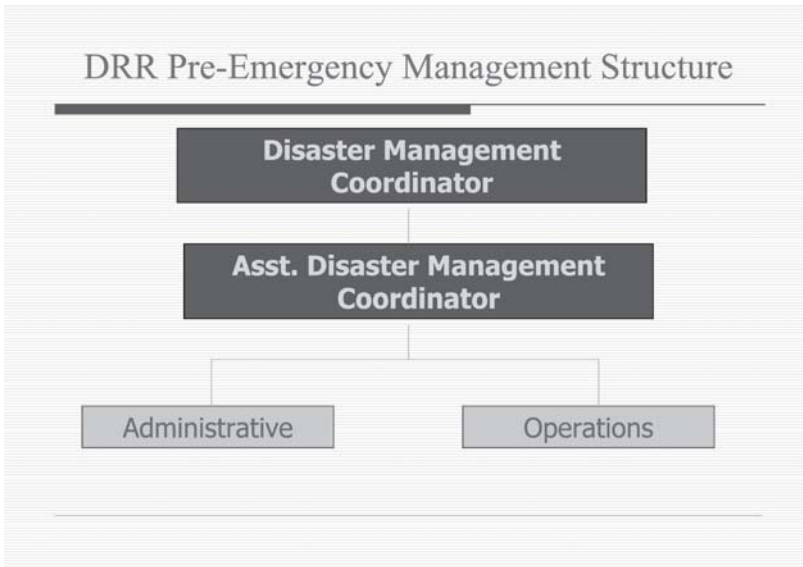 DRR Pre-Emergency Management Structure
Disaster Management
Coordinator
Asst. Disaster Management
Coordinator
Administrative
Operations